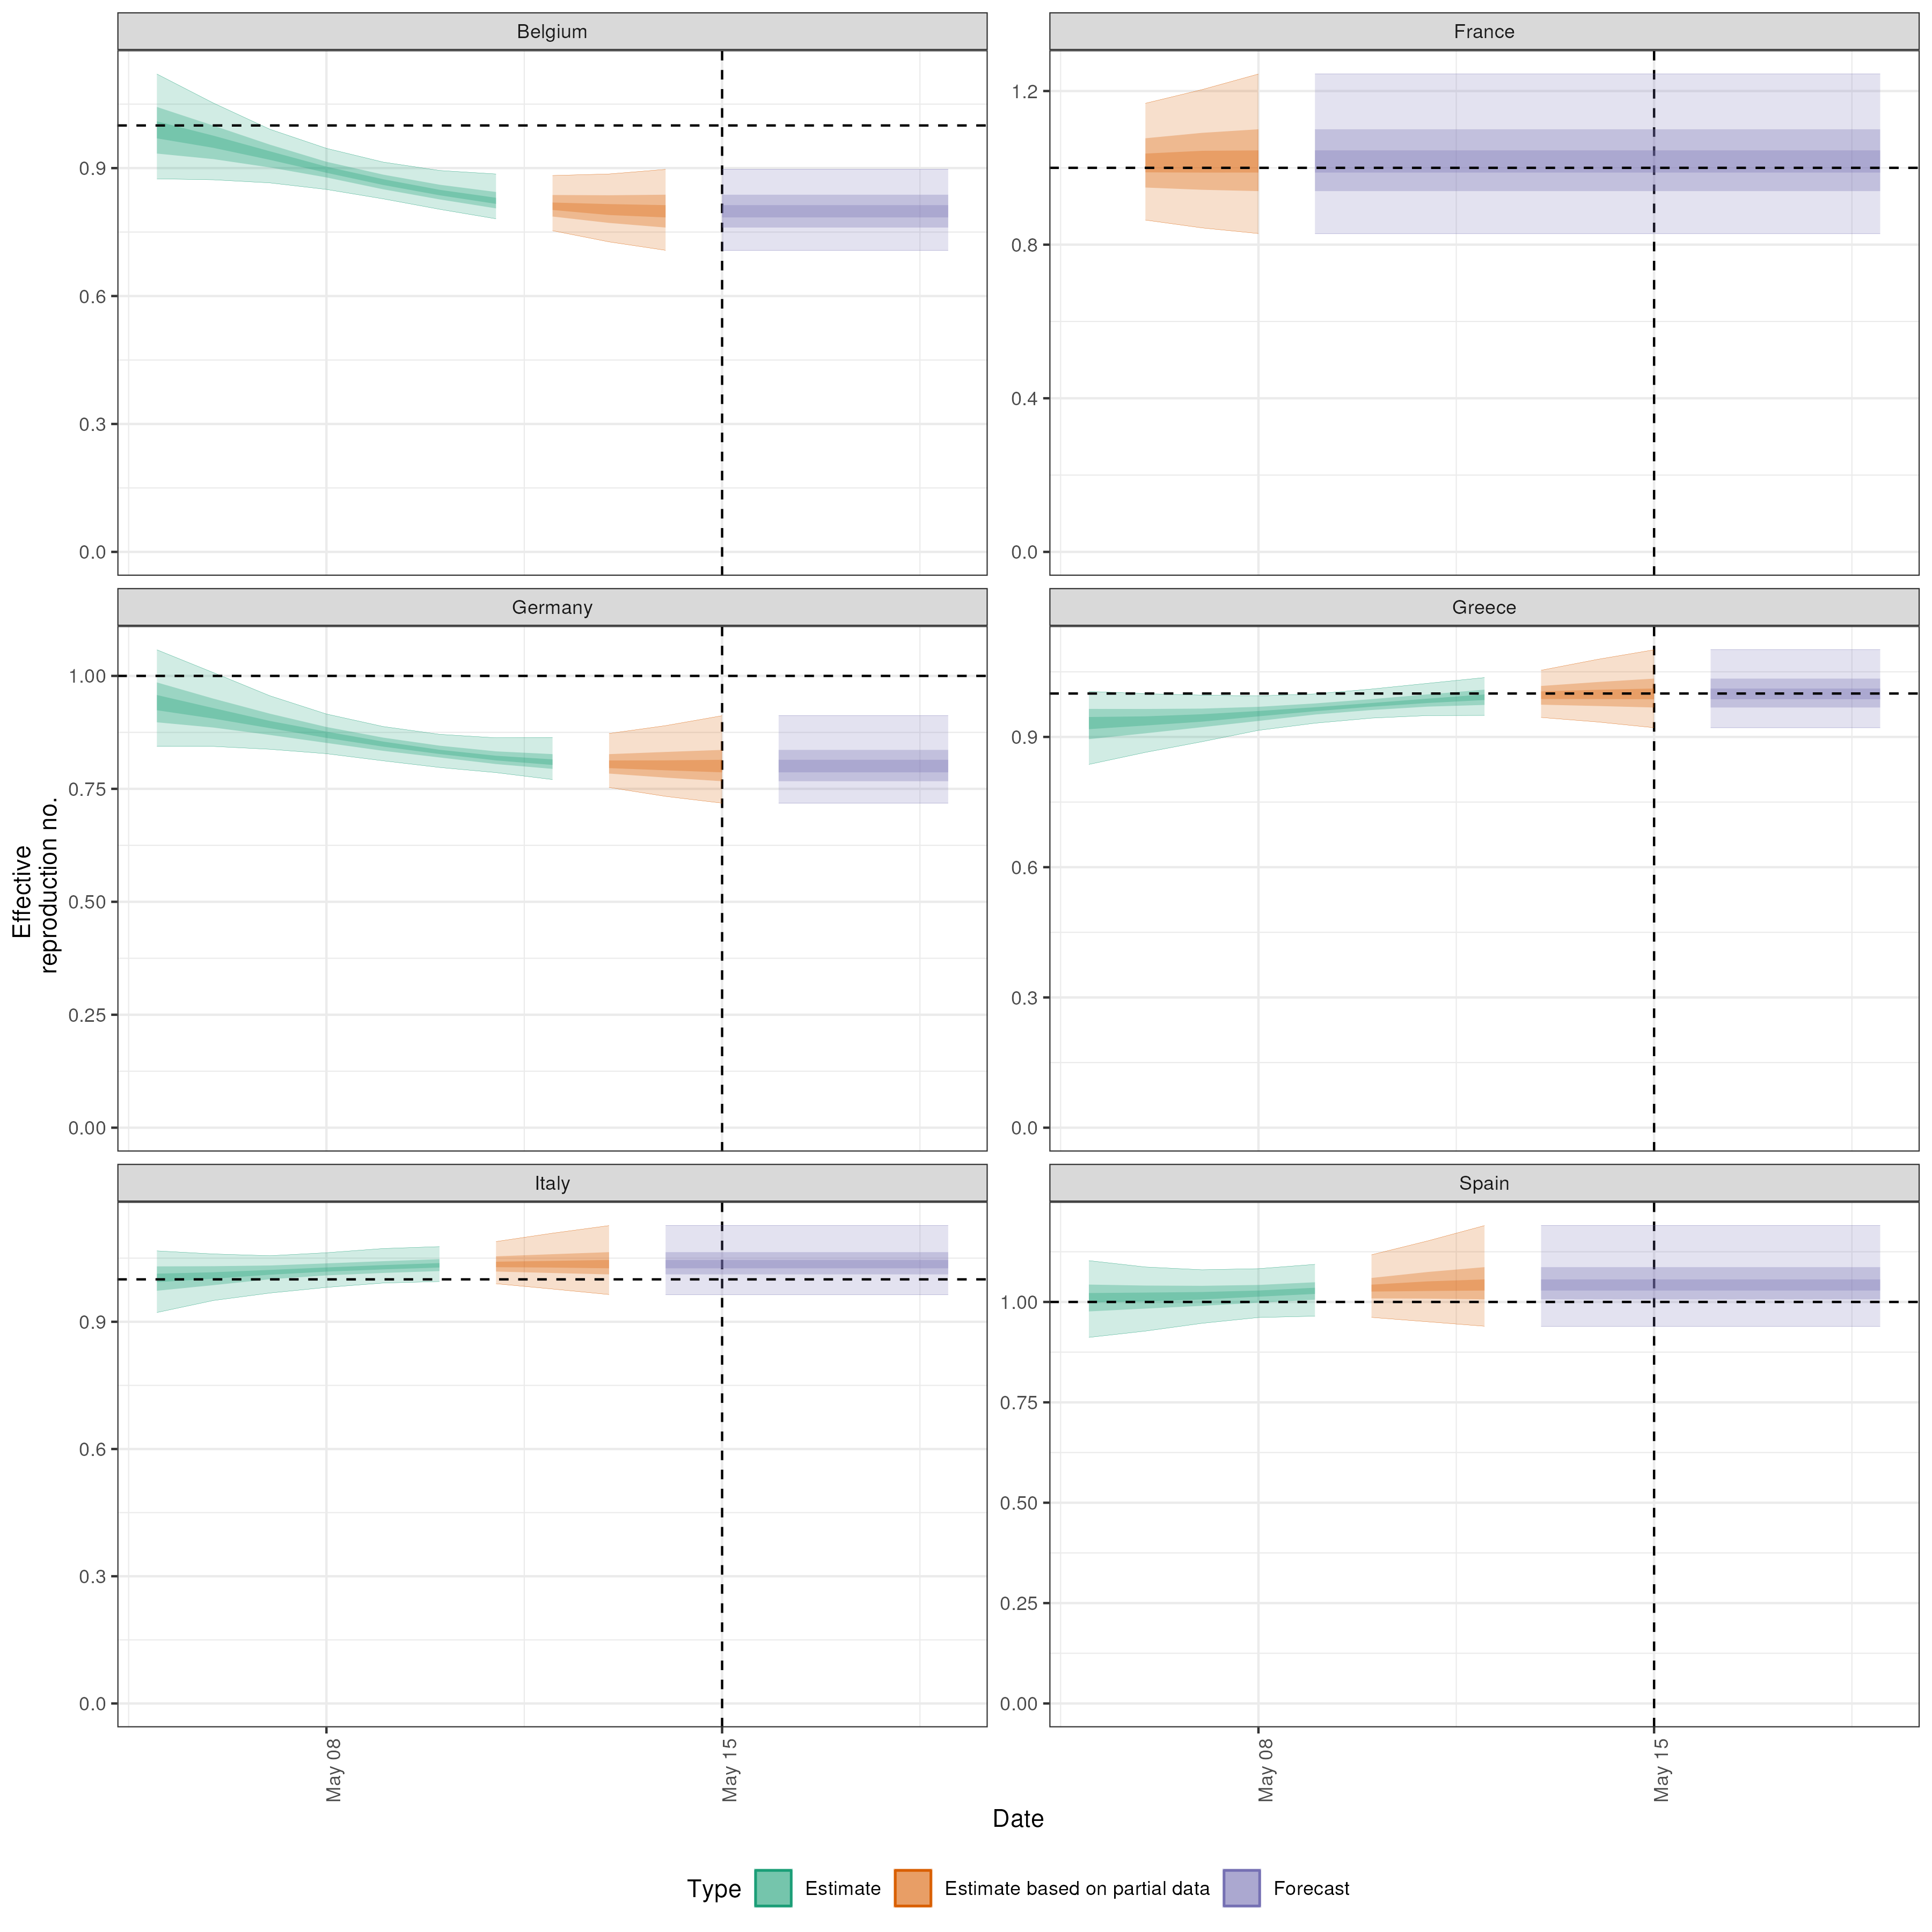 Belgium
France
0.9
0.6
0.3
0.0
1.2
0.8
0.4
0.0
Germany
Greece
1.00
0.75
0.50
0.25
0.00
0.9
0.6
0.3
0.0
Effective
reproduction no.
Italy
Spain
0.9
0.6
0.3
0.0
1.00
0.75
0.50
0.25
0.00
May 08
May 15
May 08
May 15
Date
Type Estimate Estimate based on partial data Forecast